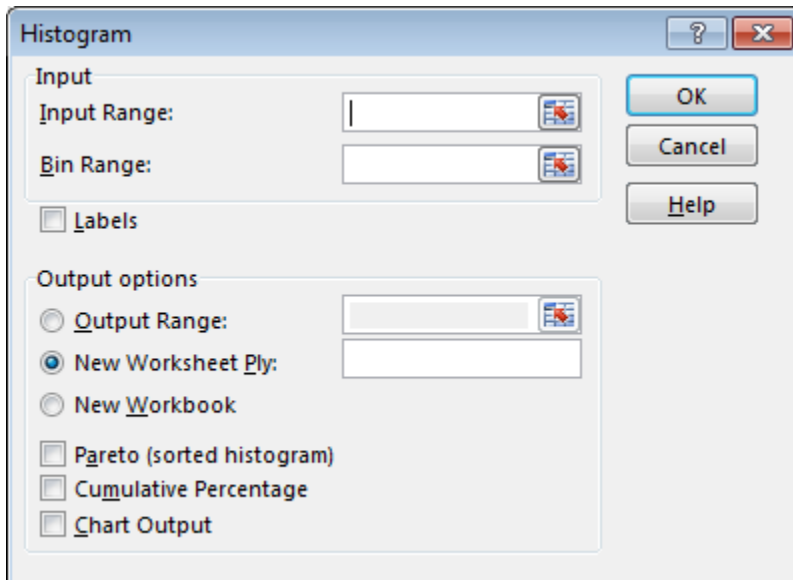 Histogram
Input
Input Range:
Bin Range:
Labels
OK
Cancel
Help
Output options
Output Range:
New Worksheet Ply:
New Workbook
Pareto (sorted histogram)
Cumulative Percentage
Chart Output